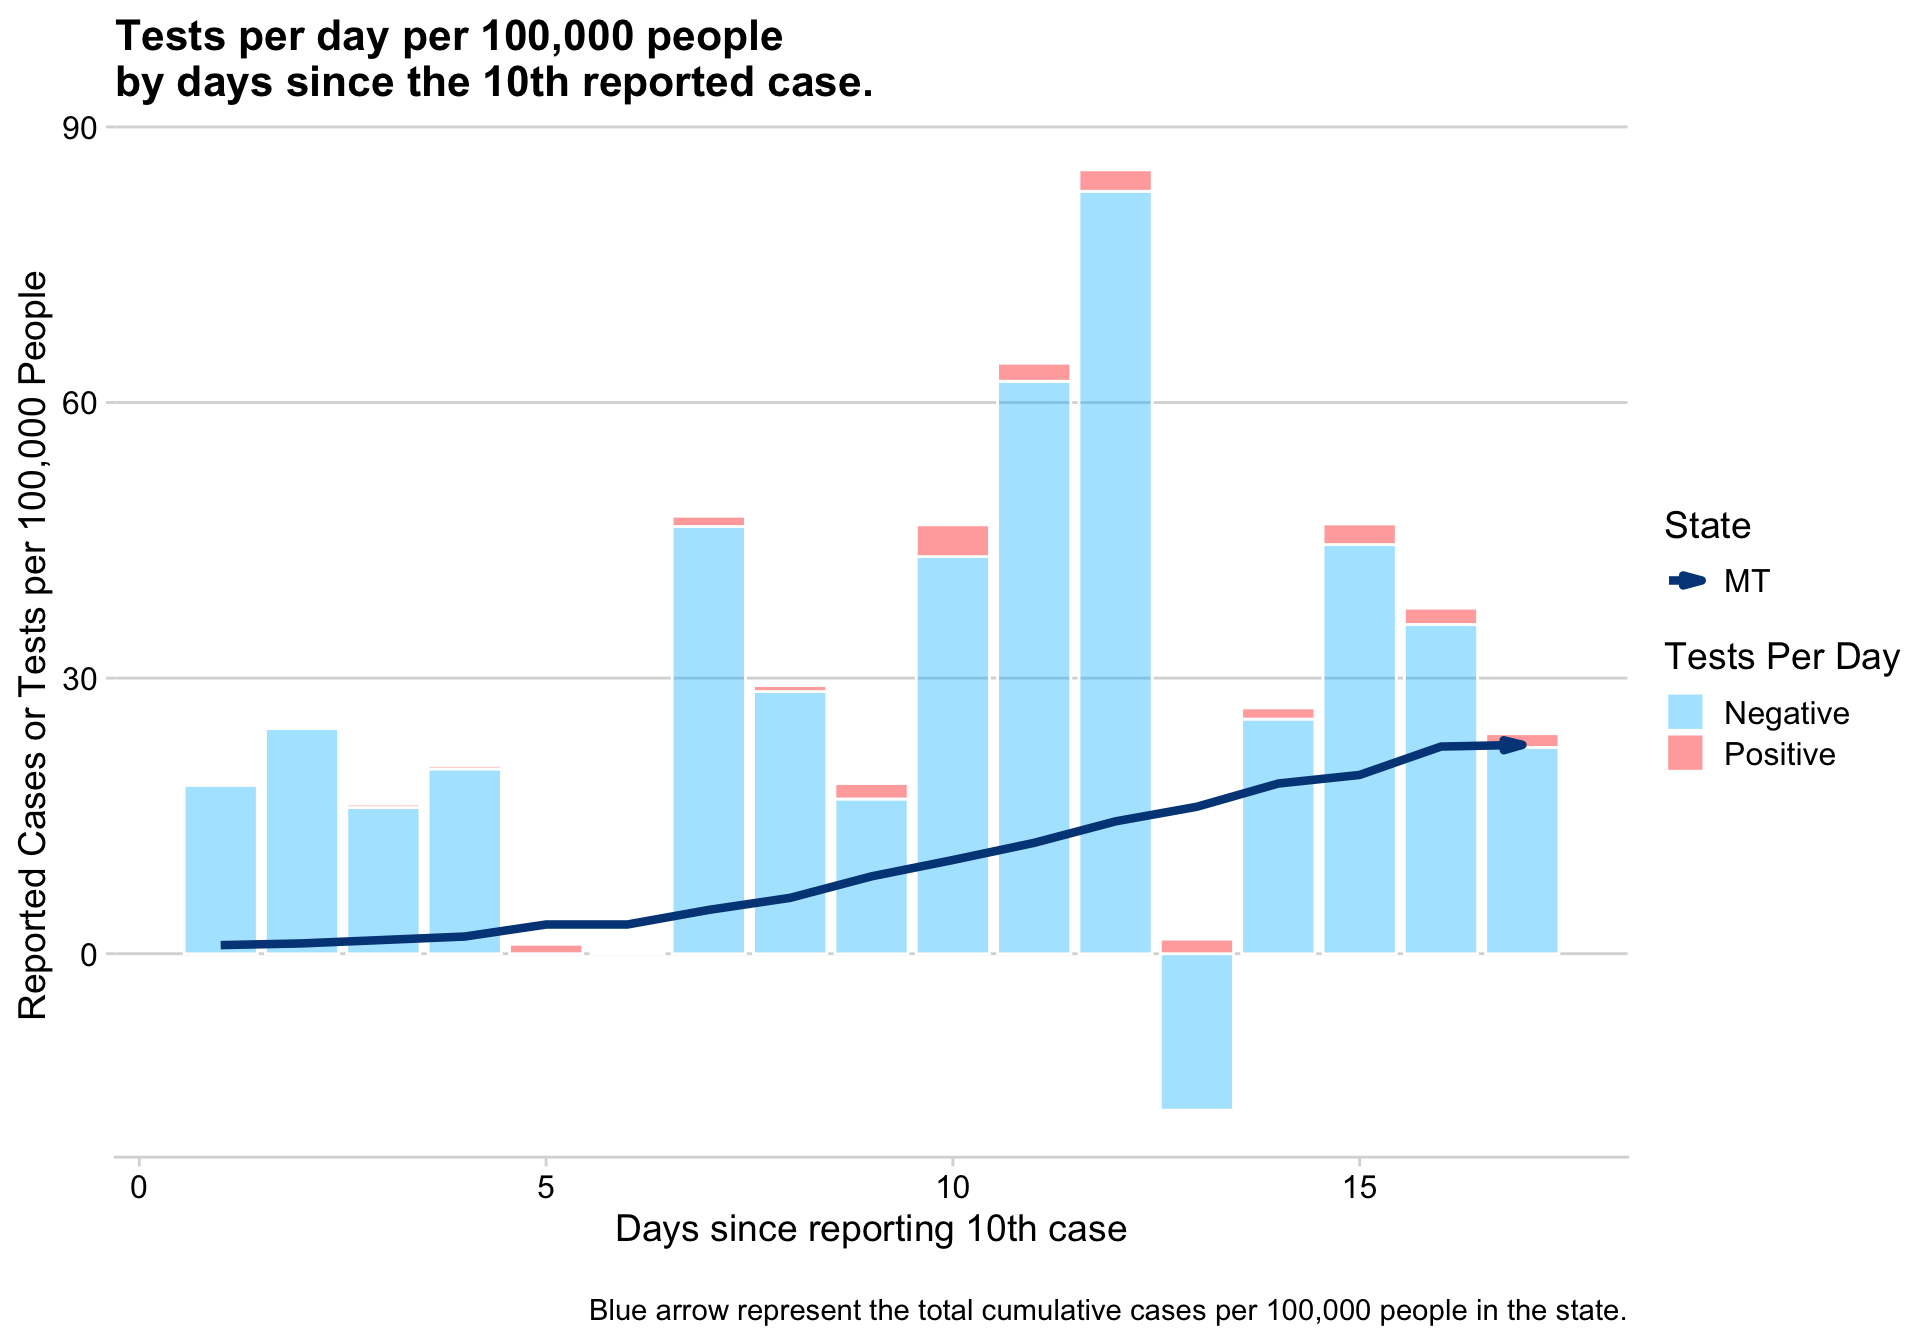 Tests per day per 100,000 people
by days since the 10th reported case.
Reported Cases or Tests per 100,000 People
90
60
30
0
0
5
10
15
Days since reporting 10th case
State
MT
Tests Per Day
Negative
Positive
Blue arrow represent the total cumulative cases per 100,000 people in the state.